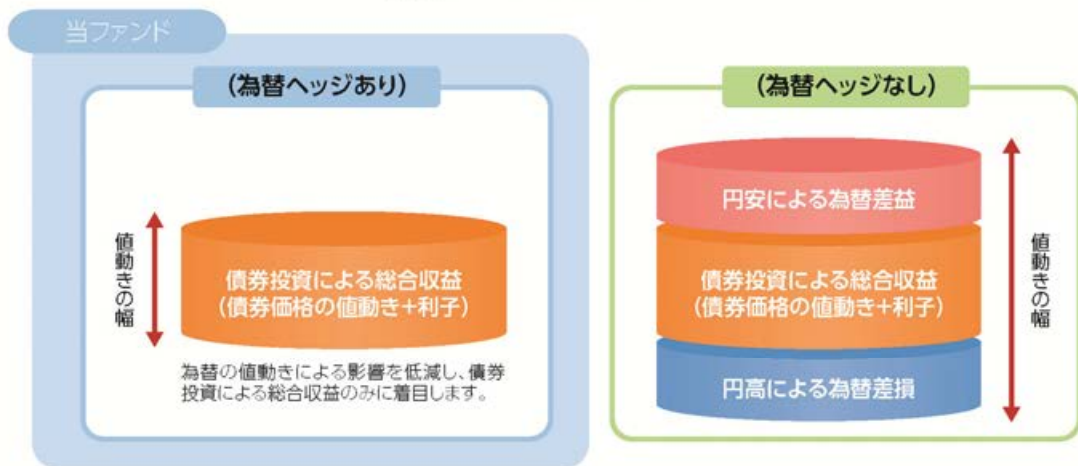 当ファンド
(為替ヘッジあり)
値動きの幅
債券投資による総合収益
(債券価格の値動き+利子)
為替の値動きによる影響を低減し、債券
投資による総合収益のみに着目します。
(為替ヘッジなし)
円安による為替差益
債券投資による総合収益
(債券価格の値動き+利子)
円高による為替差損
値動きの幅